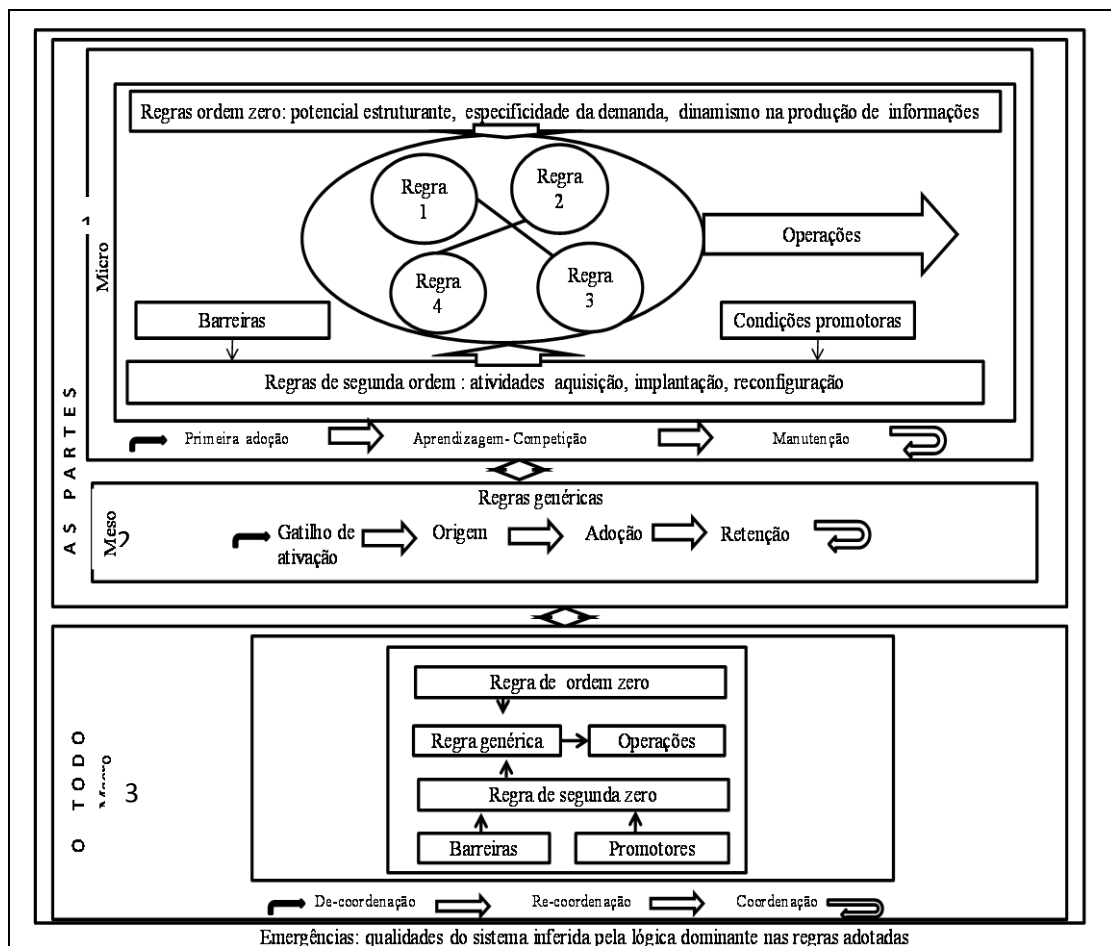 Regras ordem zero: potencial estruturante, especificidade da demanda, dinamismo na produção de informações
Regra
1
Regra
2
Regra
4
Regra
3
Operações
Barreiras
Condições promotoras
Regras de segunda ordem : atividades aquisição, implantação, reconfiguração
Primeira adoção
Aprendizagem- Competição
Manutenção
Micro
AS PARTES
Regras genéricas
Meso
2
Gatilho de
ativação
Origem
Adoção
Retenção
O TODO
3
Regra de ordem zero
Regra genérica
Operações
Regra de segunda zero
Barreiras
Promotores
De-coordenação
Re-coordenação
Coordenação
Emergências: qualidades do sistema inferida pela lógica dominante nas regras adotadas